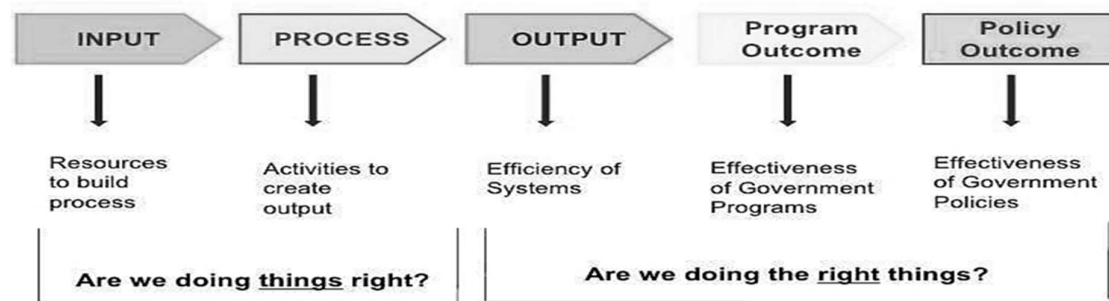 INPUT
PROCESS
OUTPUT
Program
Outcome
Policy
Outcome
Resources
to build
process
Activities to
create
output
Efficiency of
Systems
Effectiveness
of Government
Programs
Effectiveness
of Government
Policies
Are we doing things right?
Are we doing the right things?